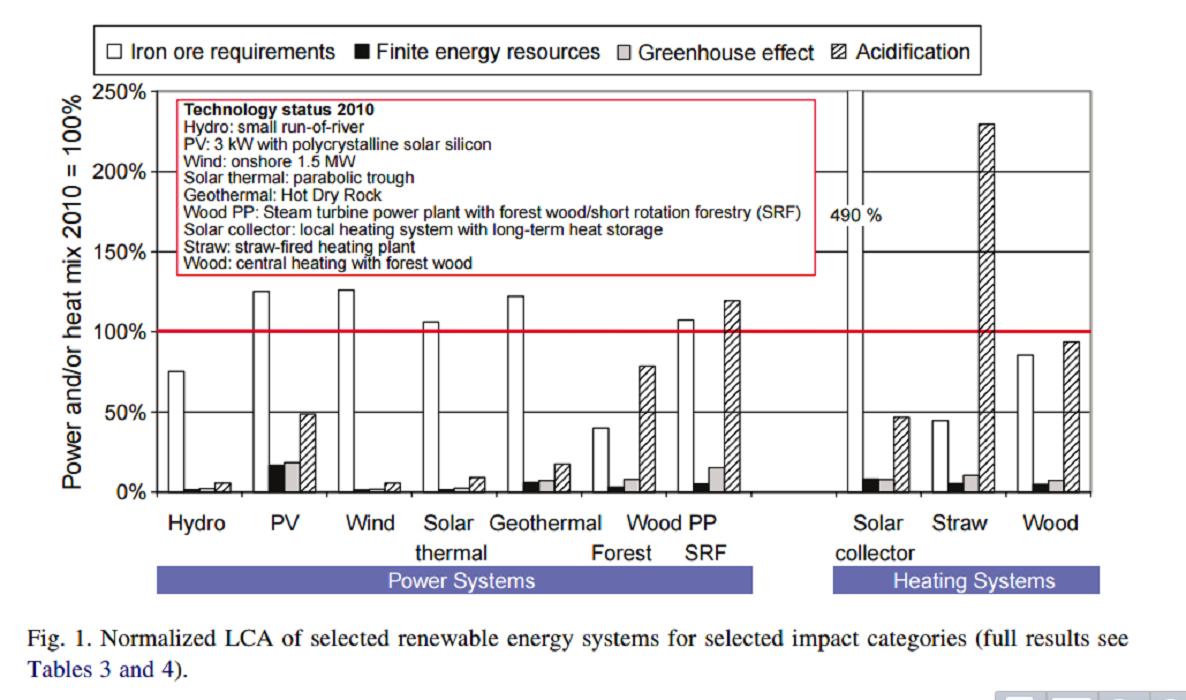 Iron ore requirements Finite energy resources Greenhouse effect Acidification
Power and/or heat mix 2010 = 100%
250%
200%
150%
100%
50%
0%
Technology status 2010
Hydro: small run-of-river
PV: 3 kW with polycrystalline solar silicon
Wind: onshore 1.5 MW
Solar thermal: parabolic trough
Geothermal: Hot Dry Rock
Wood PP: Steam turbine power plant with forest wood/short rotation forestry (SRF)
Solar collector: local heating system with long-term heat storage
Straw: straw-fired heating plant
Wood: central heating with forest wood
490 %
Hydro PV Wind Solar Geothermal Wood PP Solar Straw Wood
thermal Forest SRF collector
Power Systems Heating Systems
Fig. 1. Normalized LCA of selected renewable energy systems for selected impact categories (full results see
Tables 3 and 4).